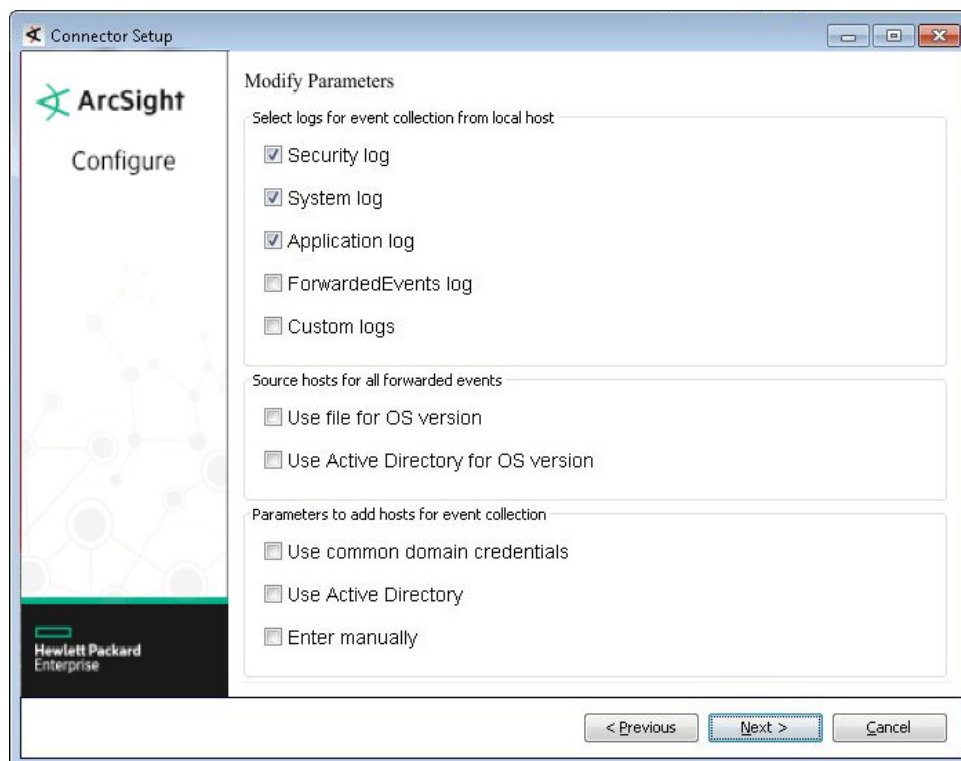 Connector Setup
ArcSight
Configure
Modify Parameters
Select logs for event collection from local host
Security log
System log
Application log
ForwardedEvents log
Custom logs
Source hosts for all forwarded events
Use file for OS version
Use Active Directory for OS version
Parameters to add hosts for event collection
Use common domain credentials
Use Active Directory
Enter manually
Hewlett Packard
Enterprise
< Previous
Next >
Cancel